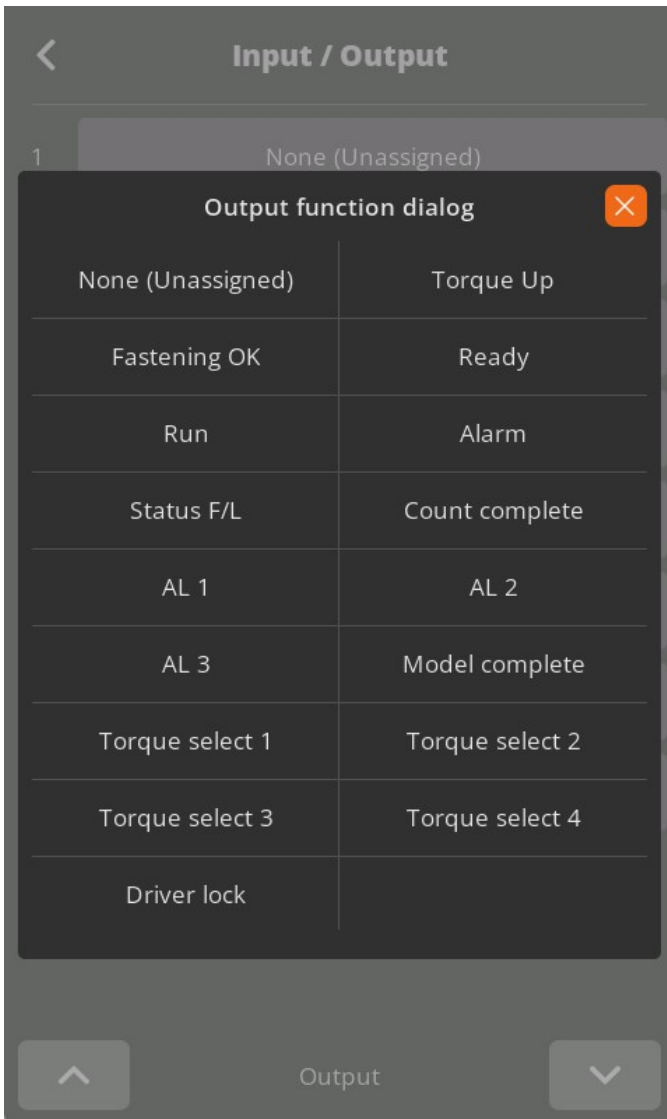 Input / Output
1 None (Unassigned)
Output function dialog
None (Unassigned) Torque Up
Fastening OK Ready
Run Alarm
Status F/L Count complete
AL 1 AL 2
AL 3 Model complete
Torque select 1 Torque select 2
Torque select 3 Torque select 4
Driver lock
Output